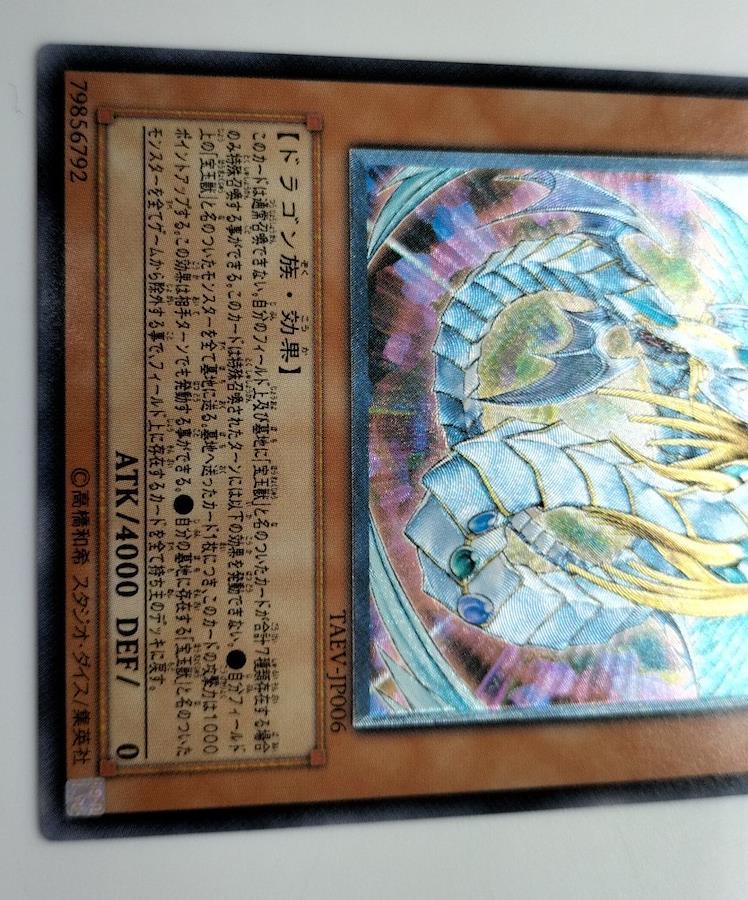 TAEV-JP006
【ドラゴン族・効果】
このカードは通常召喚できない。自分のフィールド上及び墓地に「宝玉獣」と名のついたカードが合計7種類存在する場合
のみ特殊召喚する事ができる。このカードは特殊召喚されたターンには以下の効果を発動できない。●自分フィールド
上の「宝玉獣」と名のついたモンスターを全て墓地に送る。墓地へ送ったカード1枚につき、このカードの攻撃力は1000
ポイントアップする。この効果は相手ターンでも発動する事ができる。●自分の墓地に存在する「宝玉獣」と名のついた
モンスターを全てゲームから除外する事で、フィールド上に存在するカードを全て持ち主のデッキに戻す。
ATK/4000 DEF/ 0
79856792
©高橋和希 スタジオ・ダイス/集英社